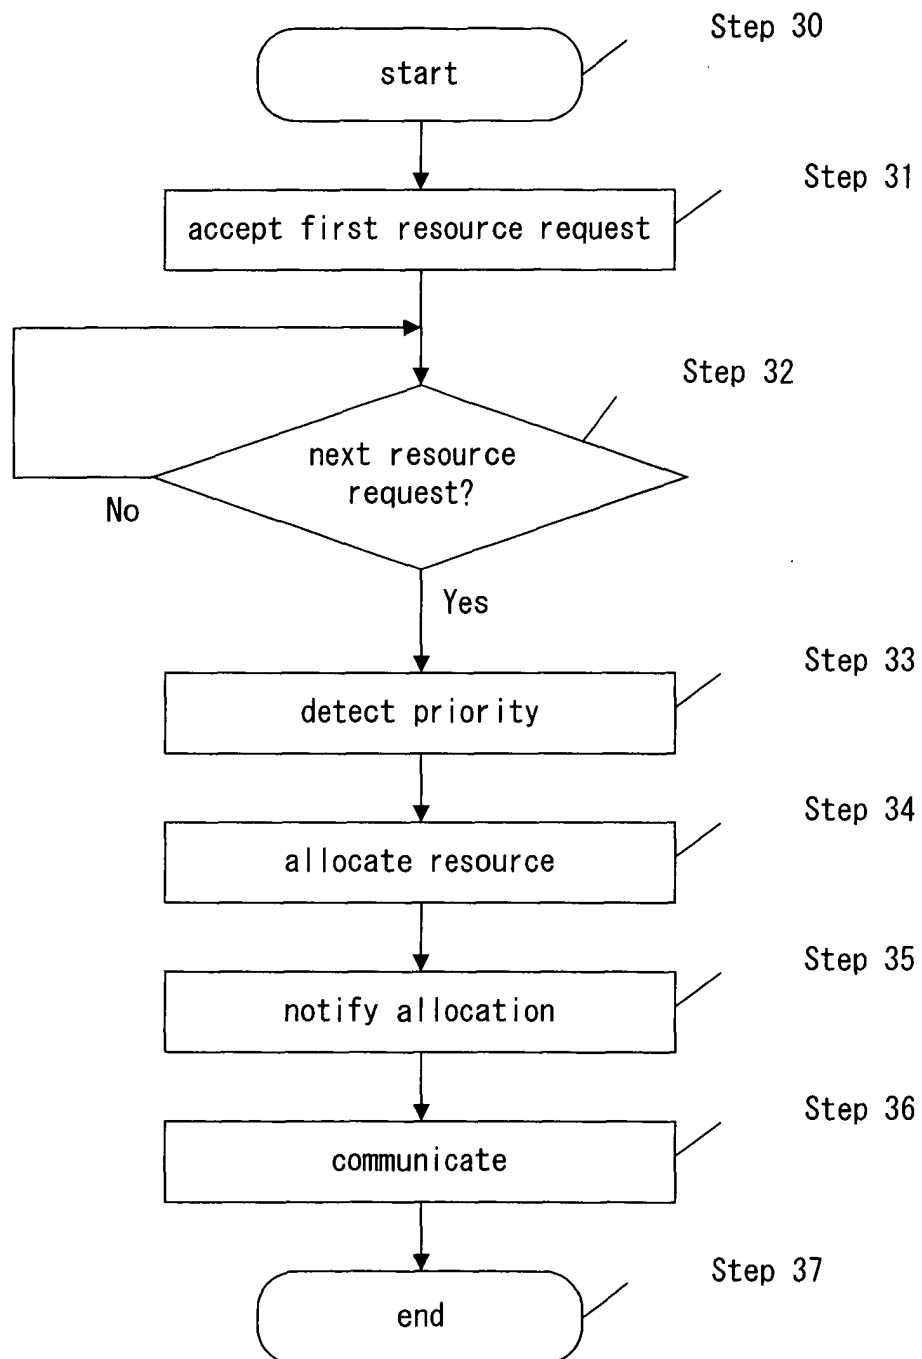 Step 30
start
Step 31
accept first resource request
Step 32
next resource
request?
No
Yes
Step 33
detect priority
Step 34
allocate resource
Step 35
notify allocation
Step 36
communicate
Step 37
end